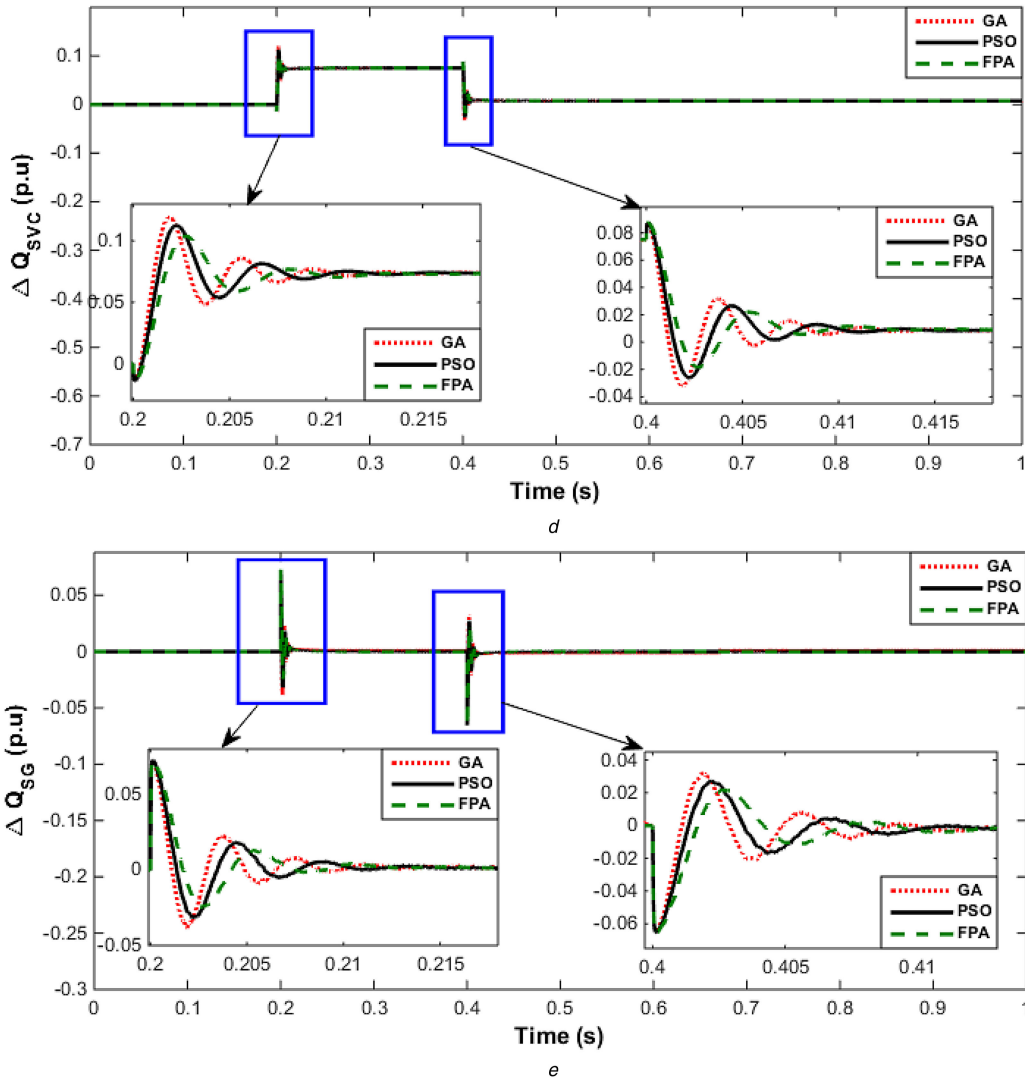 GA
PSO
FPA
0.1
0
-0.1
-0.2
-0.3
-0.4
-0.5
-0.6
-0.7
Δ Q SVC (p.u)
0.1
0.05
0
0.2 0.205 0.21 0.215
GA
PSO
FPA
0.08
0.06
0.04
0.02
0
-0.02
-0.04
0.4 0.405 0.41 0.415
GA
PSO
FPA
0 0.1 0.2 0.3 0.4 0.5 0.6 0.7 0.8 0.9 1
Time (s)
d
GA
PSO
FPA
0.05
0
-0.05
-0.1
-0.15
-0.2
-0.25
-0.3
Δ Q SG (p.u)
0.05
0
-0.05
0.2 0.205 0.21 0.215
GA
PSO
FPA
0.04
0.02
0
-0.02
-0.04
-0.06
0.4 0.405 0.41
GA
PSO
FPA
0 0.1 0.2 0.3 0.4 0.5 0.6 0.7 0.8 0.9 1
Time (s)
e